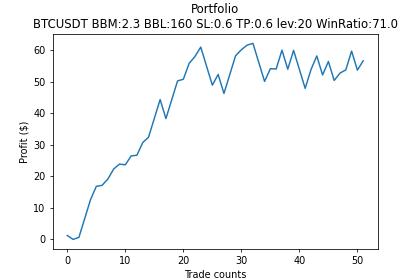 Portfolio
BTCUSDT BBM:2.3 BBL:160 SL:0.6 TP:0.6 lev:20 WinRatio:71.0
60
50
40
30
20
10
0
Profit ($)
0 10 20 30 40 50
Trade counts